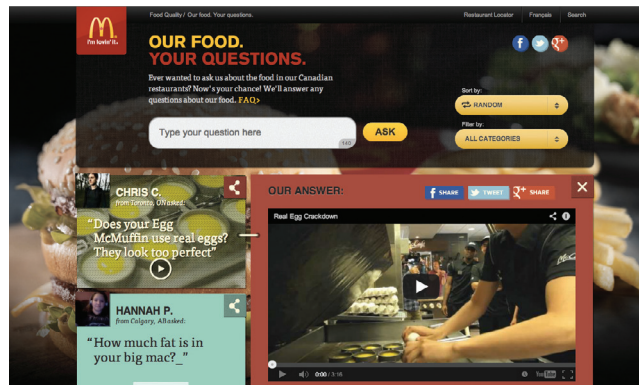 Food Quality / Our food. Your questions.
Restaurant Locator Français Search
i'm lovin' it.
OUR FOOD.
YOUR QUESTIONS.
Ever wanted to ask us about the food in our Canadian
restaurants? Now's your chance! We'll answer any
questions about our food. FAQ>
Type your question here
140
ASK
Sort by:
RANDOM
Filter by:
ALL CATEGORIES
CHRIS C.
from Toronto, ON asked:
"Does your Egg
McMuffin use real eggs?
They look too perfect"
HANNAH P.
from Calgary, AB asked:
"How much fat is in
your big mac?_"
OUR ANSWER:
SHARE
TWEET
SHARE
Real Egg Crackdown
0:00 / 3:16
YouTube